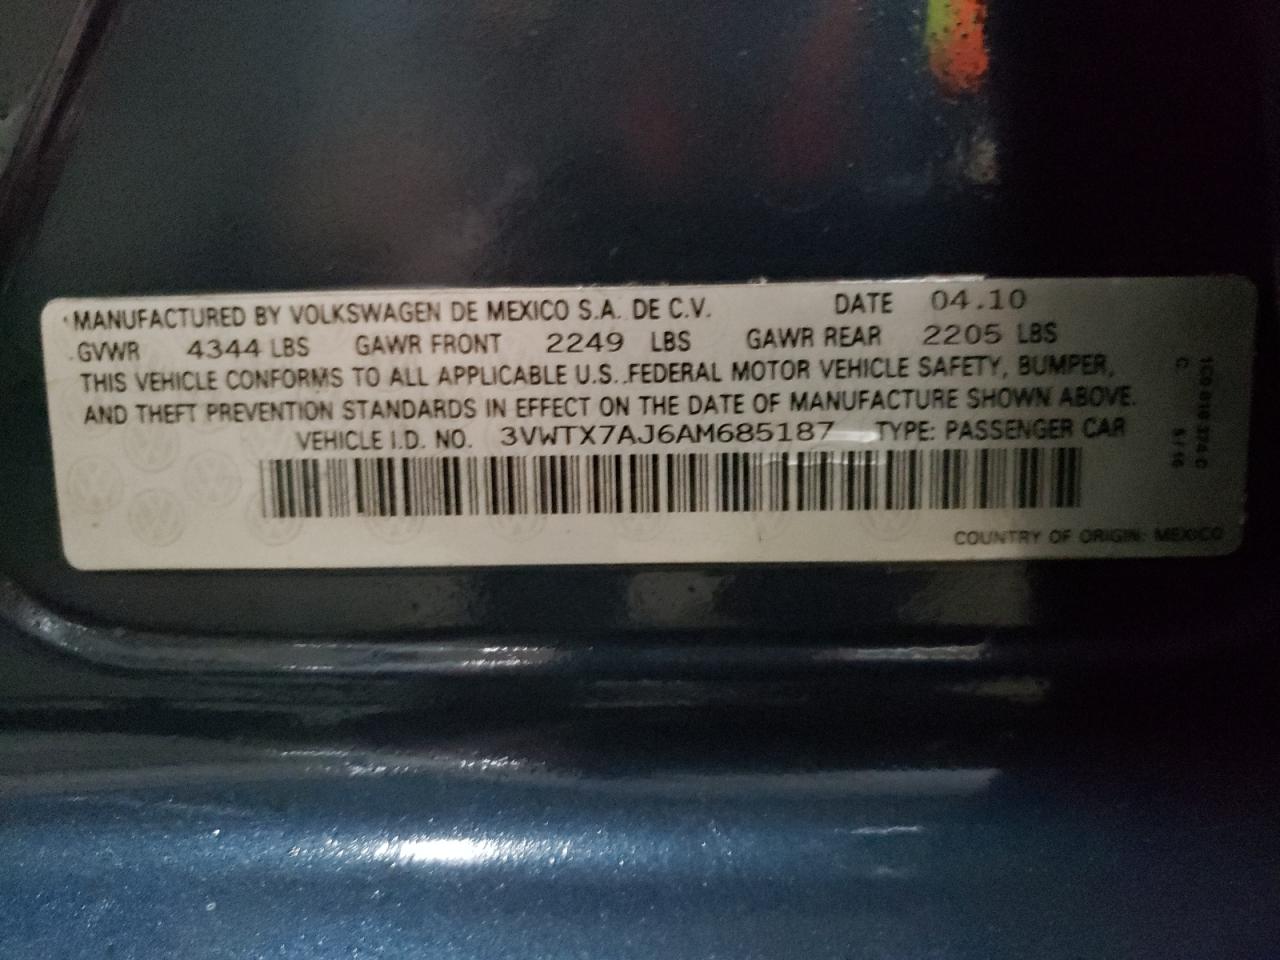 MANUFACTURED BY VOLKSWAGEN DE MEXICO S.A. DE C.V. DATE 04.10
GVWR 4344 LBS GAWR FRONT 2249 LBS GAWR REAR 2205 LBS
THIS VEHICLE CONFORMS TO ALL APPLICABLE U.S. FEDERAL MOTOR VEHICLE SAFETY, BUMPER,
AND THEFT PREVENTION STANDARDS IN EFFECT ON THE DATE OF MANUFACTURE SHOWN ABOVE.
VEHICLE I.D. NO. 3VWTX7AJ6AM685187 TYPE: PASSENGER CAR
COUNTRY OF ORIGIN: MEXICO